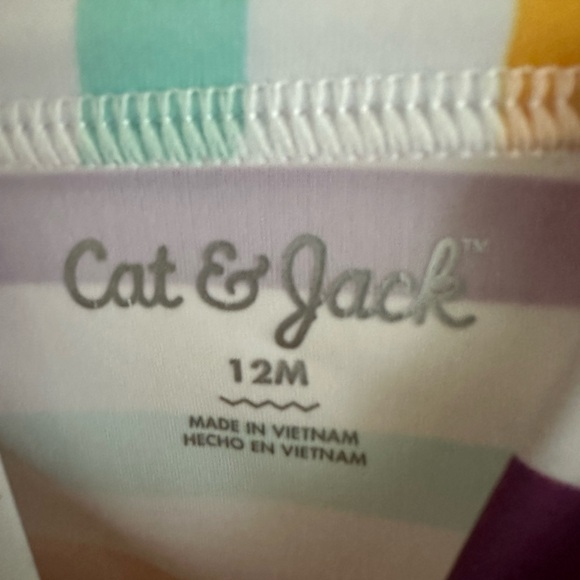 Cat & Jack™
12M
MADE IN VIETNAM
HECHO EN VIETNAM